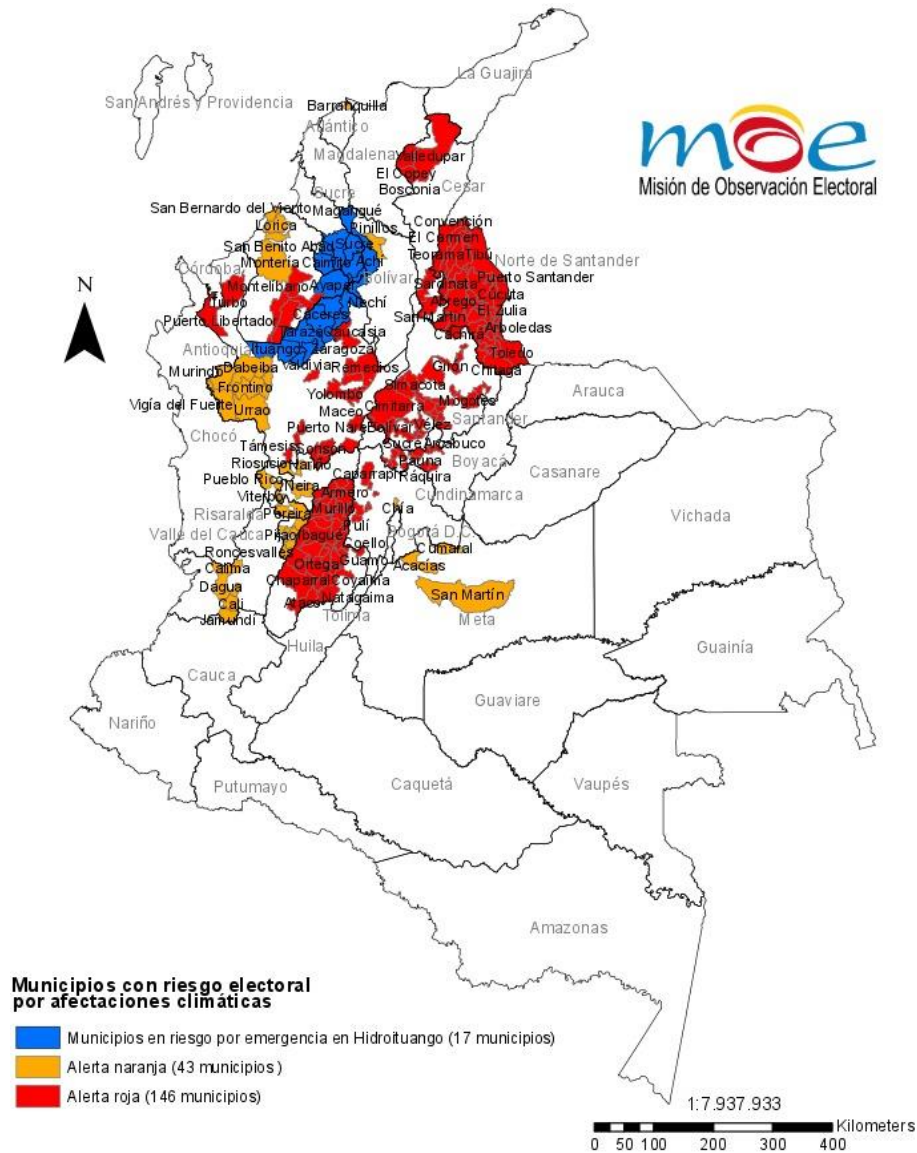 La Guajira
San Andrés y Providencia
Barranquilla
Atlántico
Magdalena
Valledupar
El Copey
Bosconia
Cesar
moe
Misión de Observación Electoral
Sucre
Magangué
San Bernardo del Viento
Lorica
Pinillos
Convención
El Carmen
San Benito Abad
Sucre
Teorama
Tibú
Norte de Santander
Montería
Caimito
Achí
Puerto Santander
Córdoba
Bolívar
Sardinata
Cúcuta
Montelíbano
Ayapel
Abrego
El Zulia
Turbo
Nechí
N
Puerto Libertador
Cáceres
San Martín
Arboledas
Tarazá
Caucasia
Cáchira
Antioquia
Ituango
Zaragoza
Toledo
Murindó
Dabeiba
Valdivia
Remedios
Girón
Chitagá
Frontino
Simacota
Arauca
Vigía del Fuerte
Urrao
Yolombó
Cimitarra
Mogotes
Maceo
Santander
Chocó
Puerto Nare
Bolívar
Vélez
Támesis
Sonsón
Sucre
Arcabuco
Riosucio
Nariño
Pauna
Boyacá
Pueblo Rico
Neira
Caparrapí
Ráquira
Casanare
Viterbo
Armero
Cundinamarca
Risaralda
Pereira
Murillo
Chía
Vichada
Valle del Cauca
Pijao
Ibagué
Pulí
Bogotá D.C.
Roncesvalles
Coello
Cumaral
Calima
Ortega
Guamo
Acacias
Dagua
Chaparral
Coyaima
San Martín
Cali
Ataco
Natagaima
Jamundí
Tolima
Meta
Huila
Guainía
Cauca
Guaviare
Nariño
Caquetá
Vaupés
Putumayo
Amazonas
Municipios con riesgo electoral
por afectaciones climáticas
Municipios en riesgo por emergencia en Hidroituango (17 municipios)
Alerta naranja (43 municipios )
Alerta roja (146 municipios)
1:7.937.933
Kilometers
0 50 100 200 300 400